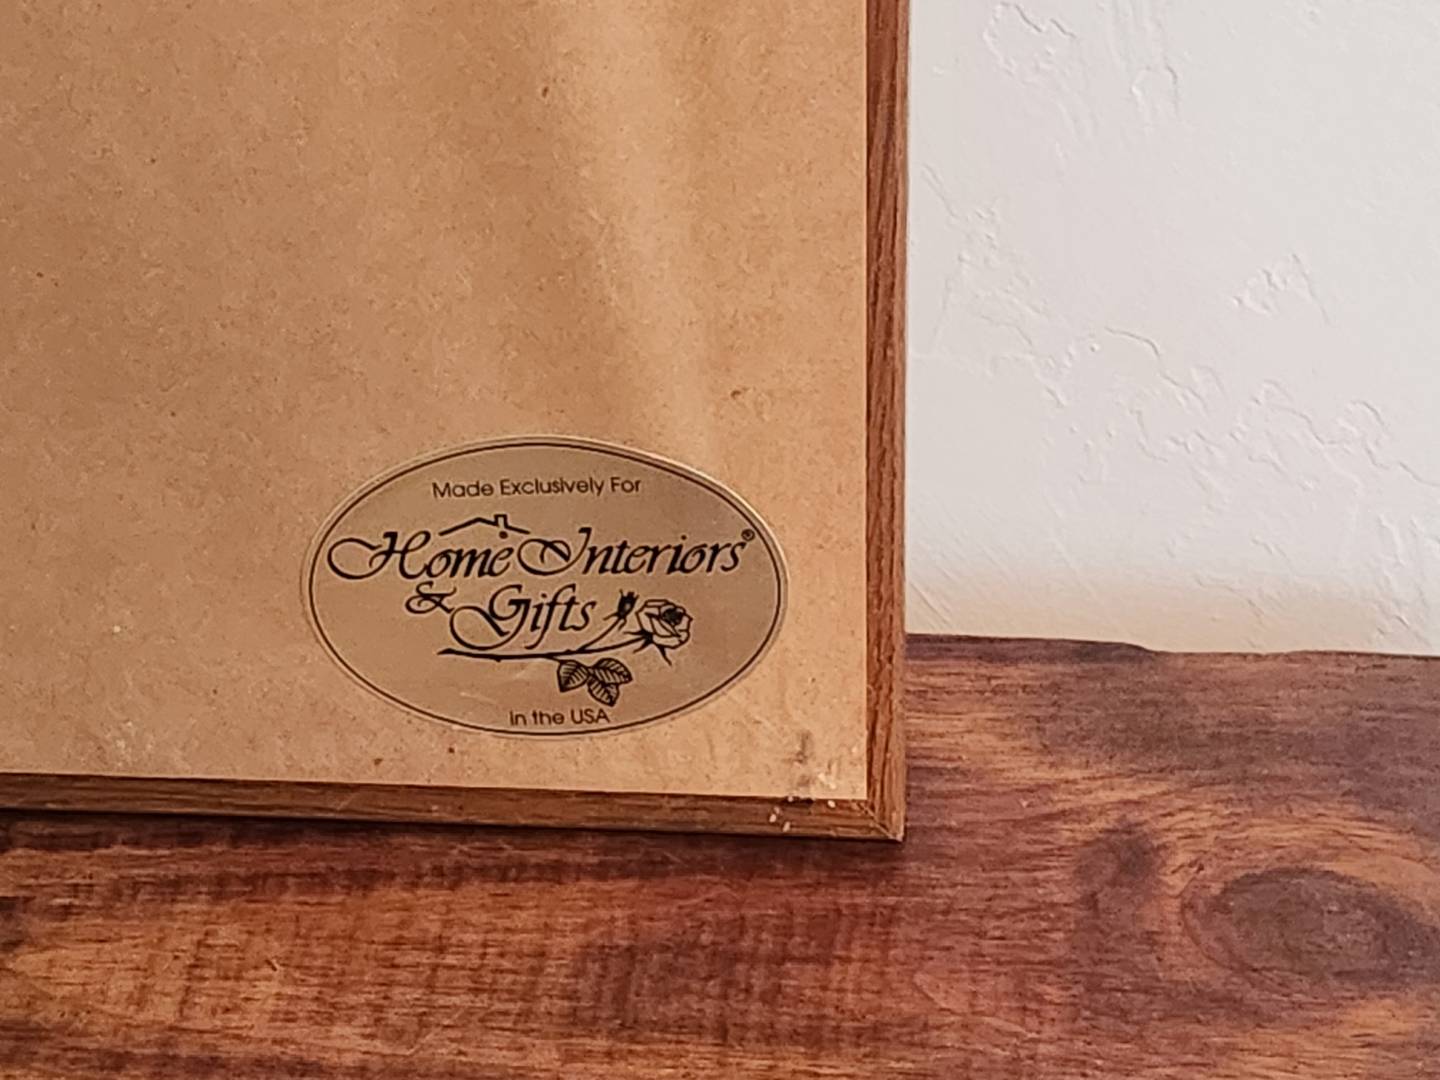 Made Exclusively For
Home Interiors®
& Gifts
in the USA